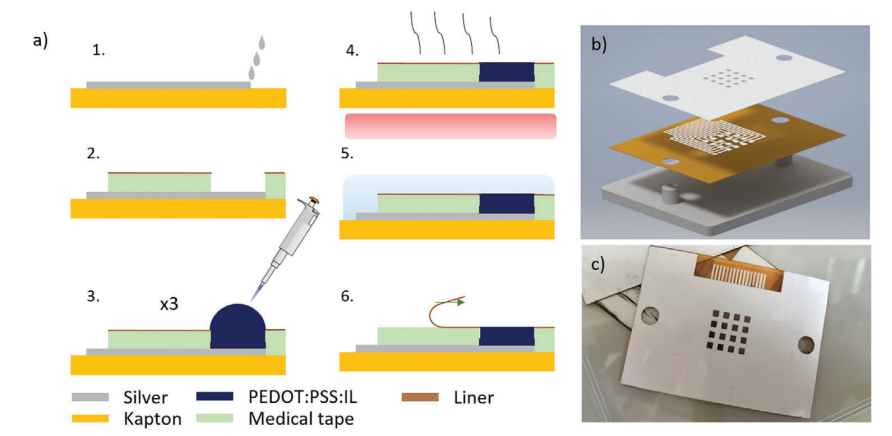 a)
1.
2.
3.
x3
4.
5.
6.
Silver
PEDOT:PSS:IL
Liner
Kapton
Medical tape
b)
c)